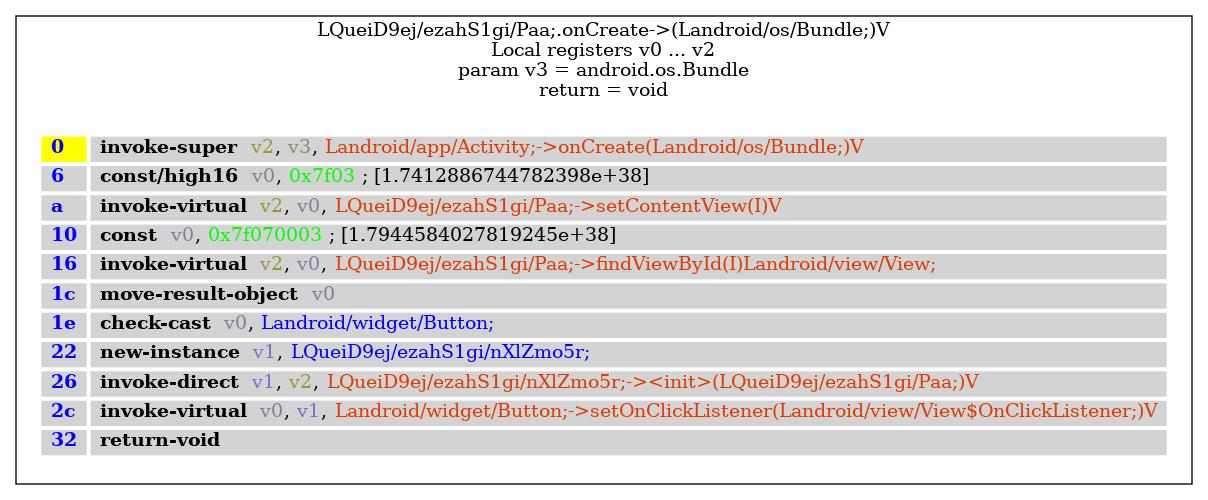 LQueiD9ej/ezahS1gi/Paa;.onCreate->(Landroid/os/Bundle;)V
Local registers v0 ... v2
param v3 = android.os.Bundle
return = void
0 invoke-super v2, v3, Landroid/app/Activity;->onCreate(Landroid/os/Bundle;)V
6 const/high16 v0, 0x7f03 ; [1.7412886744782398e+38]
a invoke-virtual v2, v0, LQueiD9ej/ezahS1gi/Paa;->setContentView(I)V
10 const v0, 0x7f070003 ; [1.7944584027819245e+38]
16 invoke-virtual v2, v0, LQueiD9ej/ezahS1gi/Paa;->findViewById(I)Landroid/view/View;
1c move-result-object v0
1e check-cast v0, Landroid/widget/Button;
22 new-instance v1, LQueiD9ej/ezahS1gi/nXlZmo5r;
26 invoke-direct v1, v2, LQueiD9ej/ezahS1gi/nXlZmo5r;-><init>(LQueiD9ej/ezahS1gi/Paa;)V
2c invoke-virtual v0, v1, Landroid/widget/Button;->setOnClickListener(Landroid/view/View$OnClickListener;)V
32 return-void